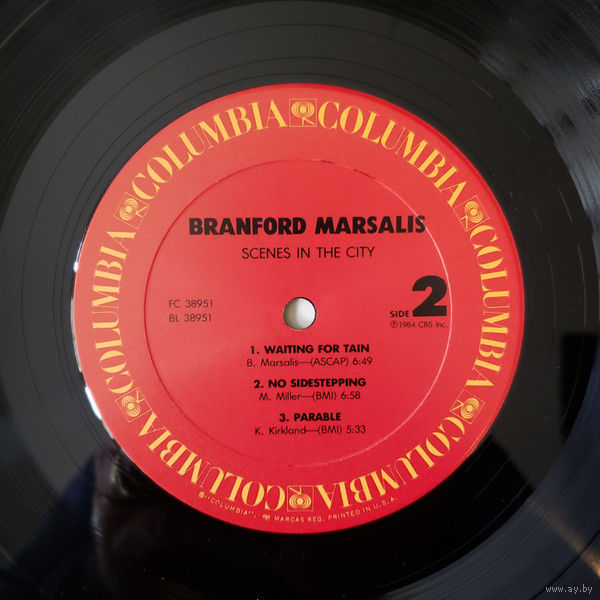 COLUMBIA COLUMBIA COLUMBIA COLUMBIA COLUMBIA COLUMBIA
BRANFORD MARSALIS
SCENES IN THE CITY
FC 38951
BL 38951
SIDE 2
Ⓟ 1984 CBS Inc.
1. WAITING FOR TAIN
B. Marsalis—(ASCAP) 6:49
2. NO SIDESTEPPING
M. Miller—(BMI) 6:58
3. PARABLE
K. Kirkland—(BMI) 5:33
"COLUMBIA", MARCAS REG. PRINTED IN U.S.A.
www.ay.by